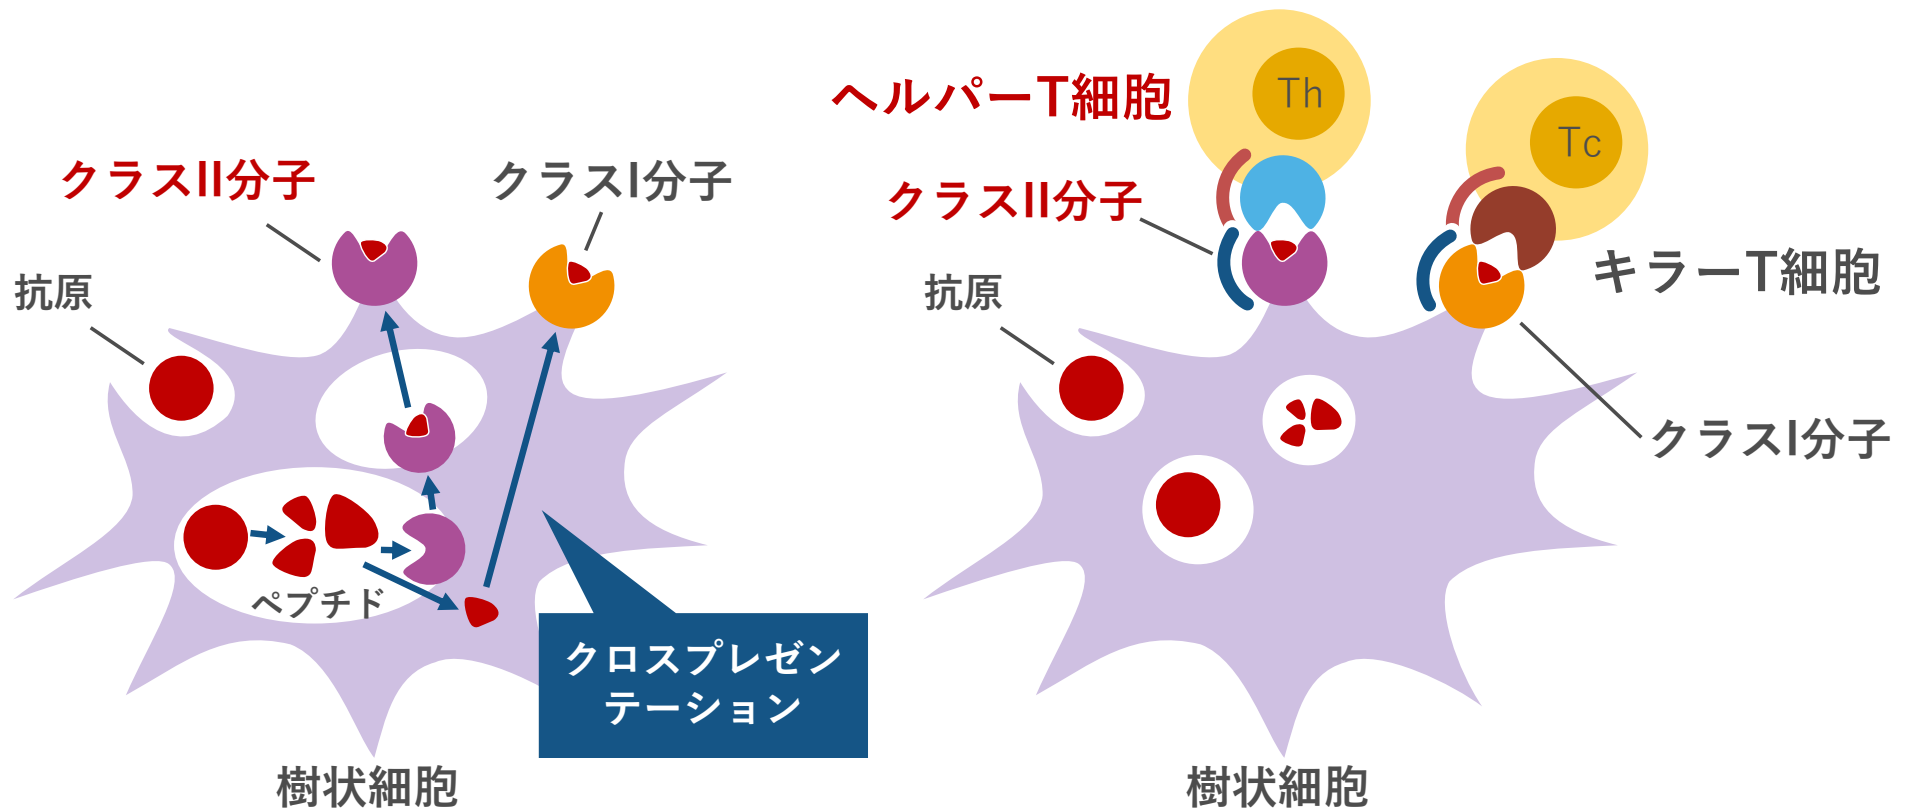 クラスII分子
クラスI分子
抗原
ペプチド
クロスプレゼン
テーション
樹状細胞
ヘルパーT細胞
Th
Tc
クラスII分子
キラーT細胞
抗原
クラスI分子
樹状細胞